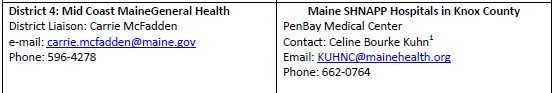 District 4: Mid Coast MaineGeneral Health
District Liaison: Carrie McFadden
e-mail: carrie.mcfadden@maine.gov
Phone: 596-4278
Maine SHNAPP Hospitals in Knox County
PenBay Medical Center
Contact: Celine Bourke Kuhn¹
Email: KUHNC@mainehealth.org
Phone: 662-0764